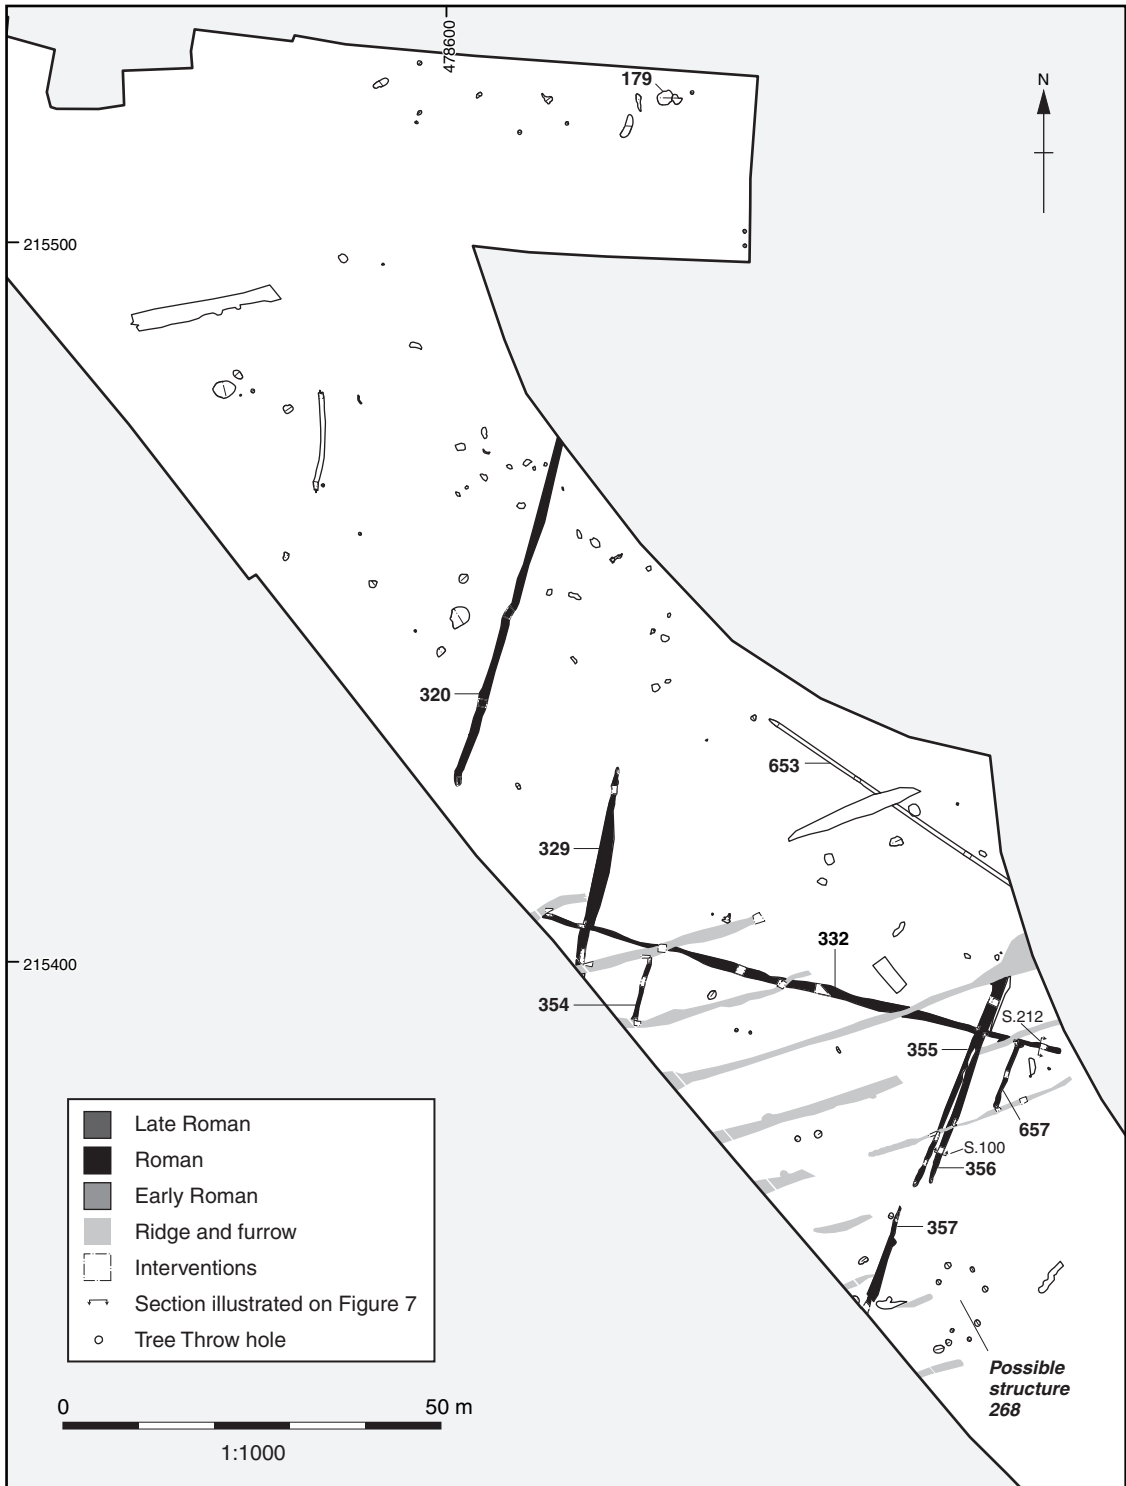 478600
179
N
215500
320
653
329
332
215400
354
S.212
355
657
S.100
356
357
Late Roman
Roman
Early Roman
Ridge and furrow
Interventions
Section illustrated on Figure 7
Tree Throw hole
Possible
structure
268
0 50 m
1:1000